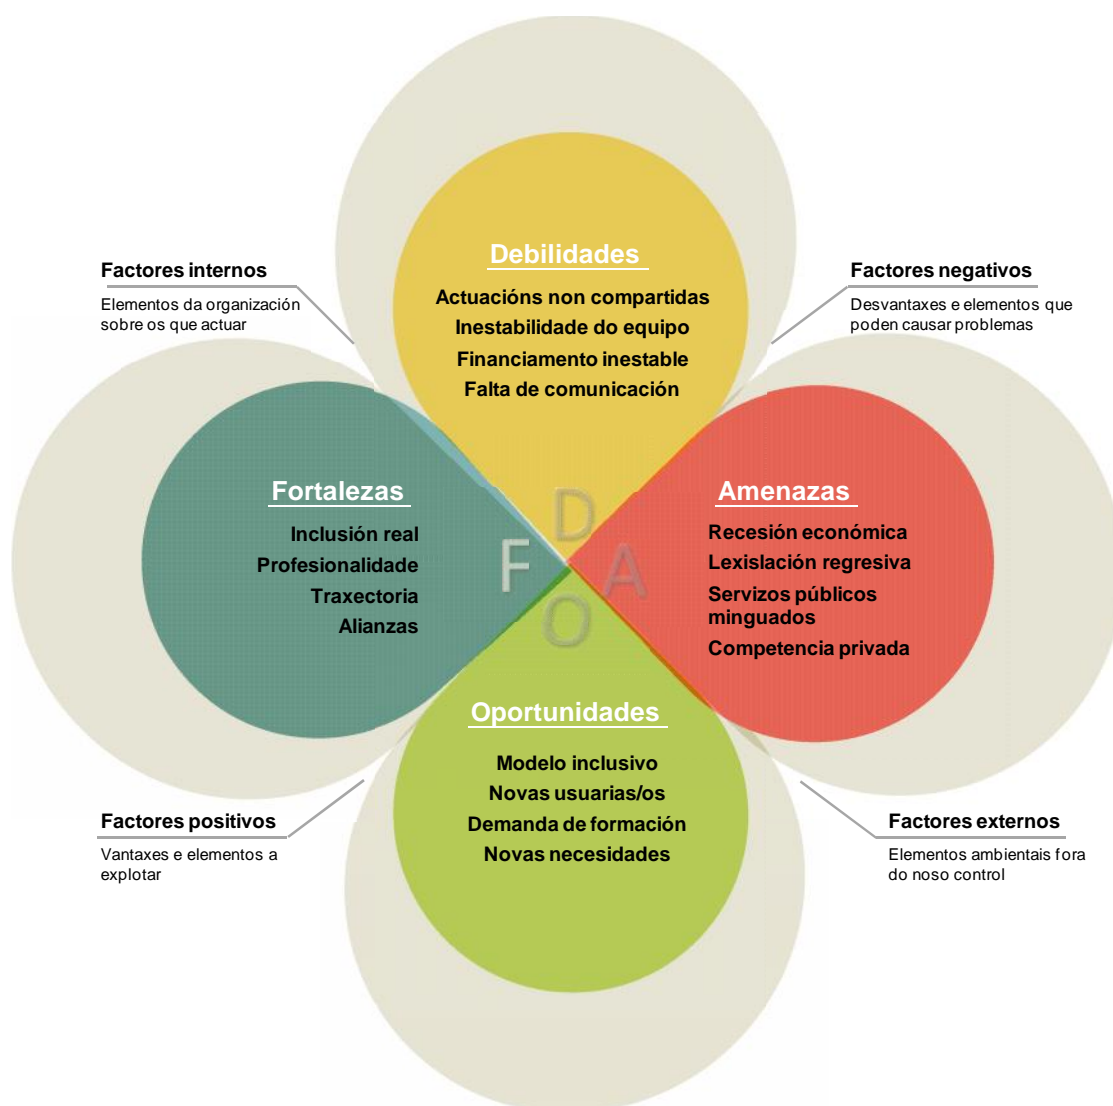 Debilidades
Actuacións non compartidas
Inestabilidade do equipo
Financiamento inestable
Falta de comunicación
Factores internos
Elementos da organización
sobre os que actuar
Factores negativos
Desvantaxes e elementos que
poden causar problemas
Fortalezas
Inclusión real
Profesionalidade
Traxectoria
Alianzas
D
F
A
O
Amenazas
Recesión económica
Lexislación regresiva
Servizos públicos
minguados
Competencia privada
Oportunidades
Modelo inclusivo
Novas usuarias/os
Demanda de formación
Novas necesidades
Factores positivos
Vantaxes e elementos a
explotar
Factores externos
Elementos ambientais fora
do noso control